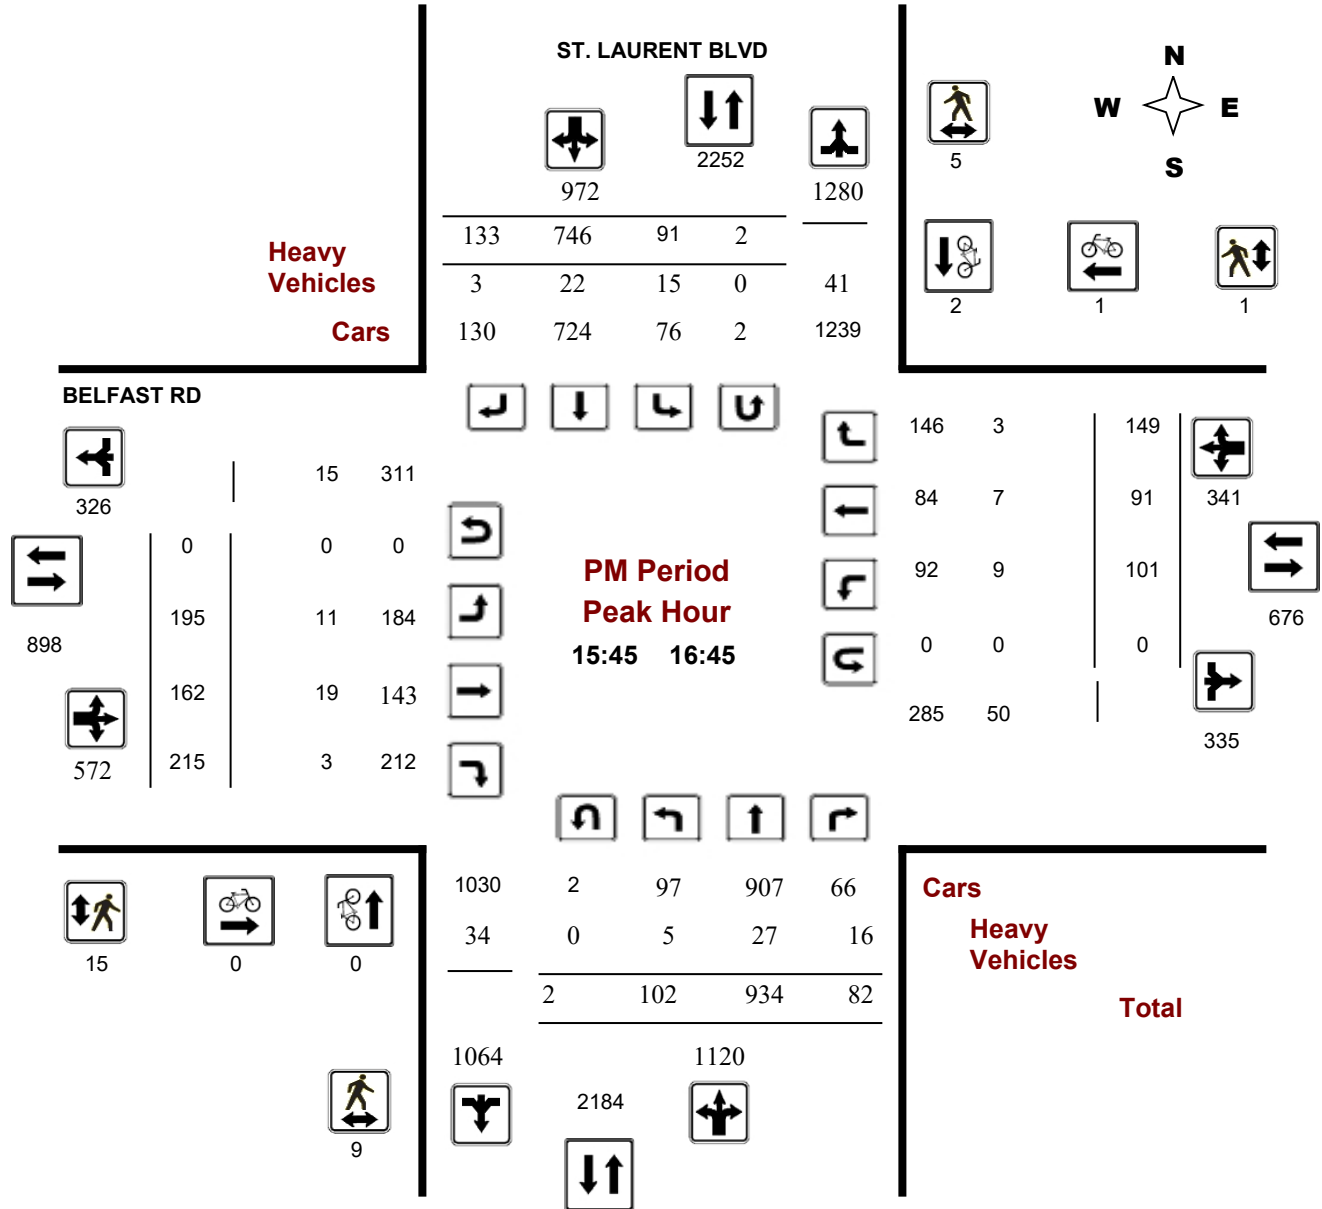 ST. LAURENT BLVD
N
W E
S
2252
5
972 1280
133 746 91 2
Heavy
Vehicles
3 22 15 0 41
2 1 1
Cars
130 724 76 2 1239
BELFAST RD
146 3 149
15 311
326
84 7 91 341
0 0 0
PM Period
Peak Hour
15:45 16:45
92 9 101
195 11 184
676
898
0 0 0
162 19 143
285 50
335
572
215 3 212
1030 2 97 907 66
Cars
34 0 5 27 16
Heavy
Vehicles
15 0 0
2 102 934 82
Total
1064 1120
2184
9